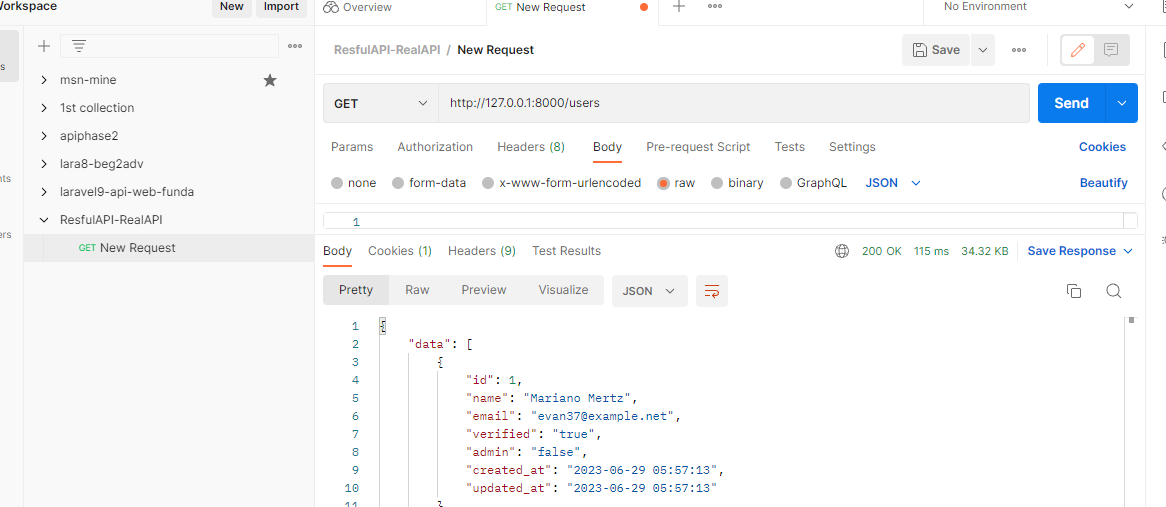 Workspace New Import
Overview GET New Request No Environment
ResfulAPI-RealAPI / New Request Save
msn-mine
1st collection
apiphase2
lara8-beg2adv
laravel9-api-web-funda
ResfulAPI-RealAPI
GET New Request
GET http://127.0.0.1:8000/users Send
Params Authorization Headers (8) Body Pre-request Script Tests Settings Cookies
none form-data x-www-form-urlencoded raw binary GraphQL JSON Beautify
1
Body Cookies (1) Headers (9) Test Results 200 OK 115 ms 34.32 KB Save Response
Pretty Raw Preview Visualize JSON
1 {
2 "data": [
3 {
4 "id": 1,
5 "name": "Mariano Mertz",
6 "email": "evan37@example.net",
7 "verified": "true",
8 "admin": "false",
9 "created_at": "2023-06-29 05:57:13",
10 "updated_at": "2023-06-29 05:57:13"
11 }